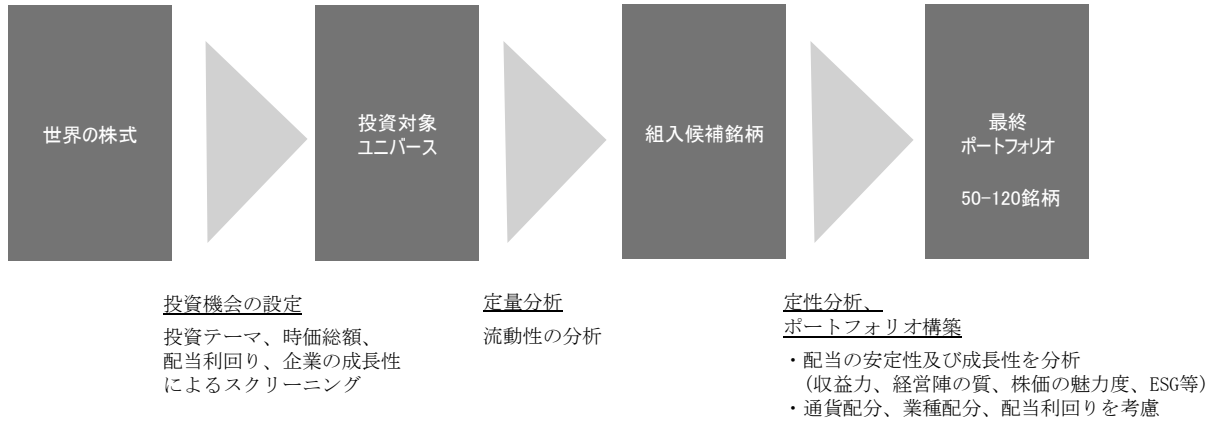 世界の株式
投資対象
ユニバース
組入候補銘柄
最終
ポートフォリオ
50-120銘柄
投資機会の設定
投資テーマ、時価総額、
配当利回り、企業の成長性
によるスクリーニング
定量分析
流動性の分析
定性分析、
ポートフォリオ構築
・配当の安定性及び成長性を分析
(収益力、経営陣の質、株価の魅力度、ESG等)
・通貨配分、業種配分、配当利回りを考慮